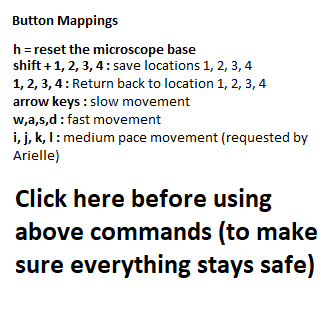 Button Mappings
h = reset the microscope base
shift + 1, 2, 3, 4 : save locations 1, 2, 3, 4
1, 2, 3, 4 : Return back to location 1, 2, 3, 4
arrow keys : slow movement
w,a,s,d : fast movement
i, j, k, l : medium pace movement (requested by
Arielle)
Click here before using
above commands (to make
sure everything stays safe)